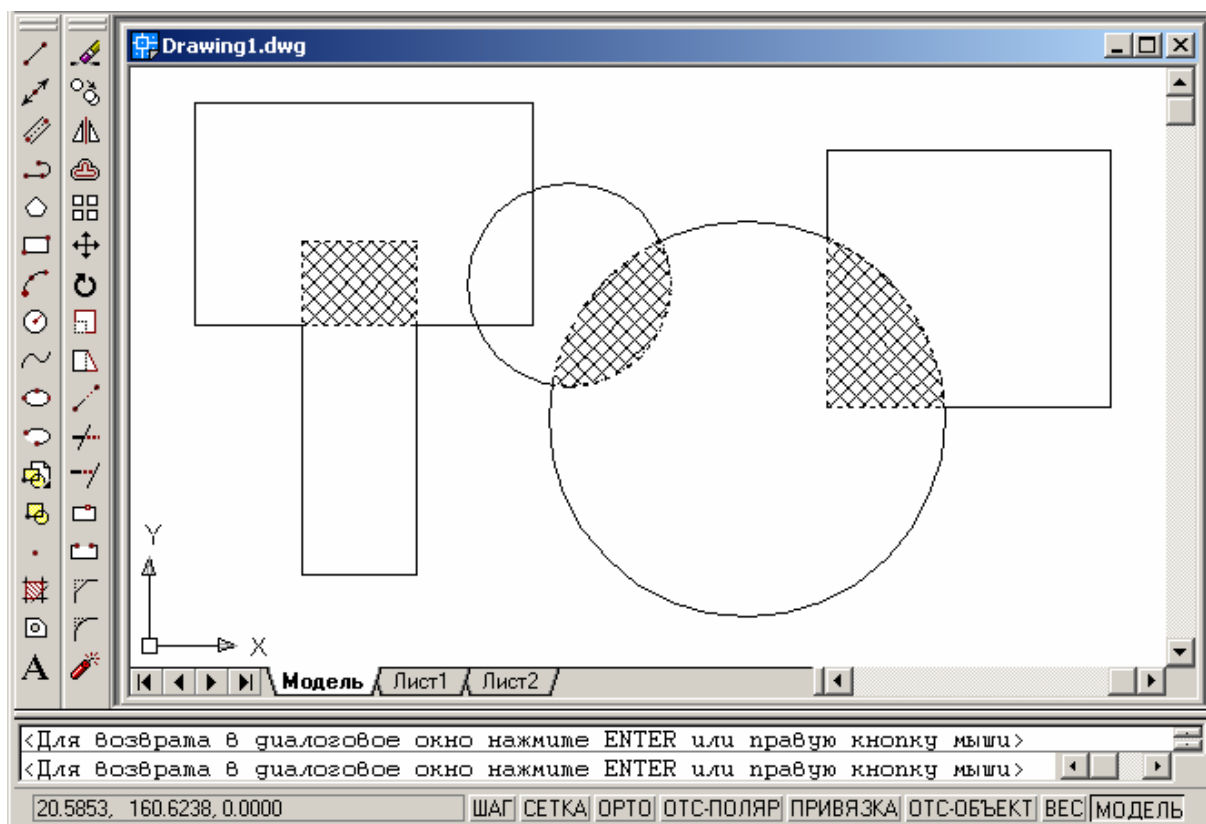 Drawing1.dwg
Y
X
Модель Лист1 Лист2
A
<Для возврата в диалоговое окно нажмите ENTER или правую кнопку мыши>
<Для возврата в диалоговое окно нажмите ENTER или правую кнопку мыши>
20.5853, 160.6238, 0.0000 ШАГ СЕТКА ОРТО ОТС-ПОЛЯР ПРИВЯЗКА ОТС-ОБЪЕКТ ВЕС МОДЕЛЬ